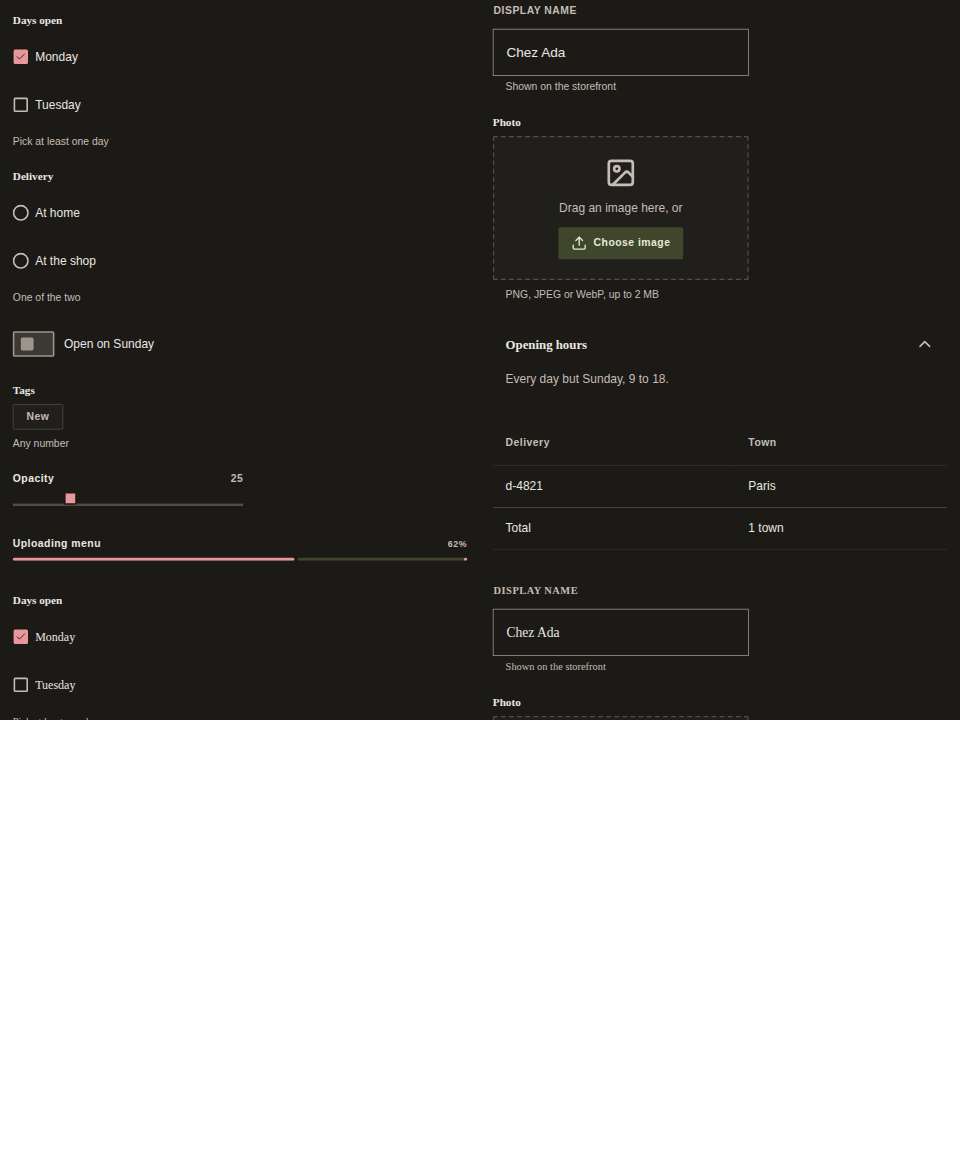 Days open
Monday
Tuesday
Pick at least one day
Delivery
At home
At the shop
One of the two
Open on Sunday
Tags
New
Any number
Opacity 25
Uploading menu 62%
Days open
Monday
Tuesday
DISPLAY NAME
Chez Ada
Shown on the storefront
Photo
Drag an image here, or
Choose image
PNG, JPEG or WebP, up to 2 MB
Opening hours
Every day but Sunday, 9 to 18.
Delivery Town
d-4821 Paris
Total 1 town
DISPLAY NAME
Chez Ada
Shown on the storefront
Photo